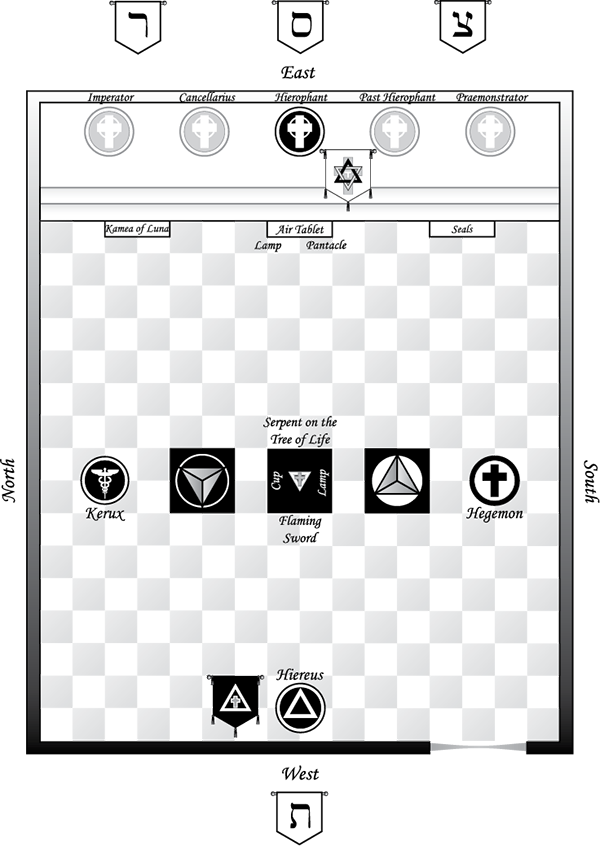 ר ס צ
East
Imperator Cancellarius Hierophant Past Hierophant Praemonstrator
Kamea of Luna Air Tablet Seals
Lamp Pantacle
Serpent on the
Tree of Life
North
Cup
Lamp
South
Kerux
Hegemon
Flaming
Sword
Hiereus
West
ת